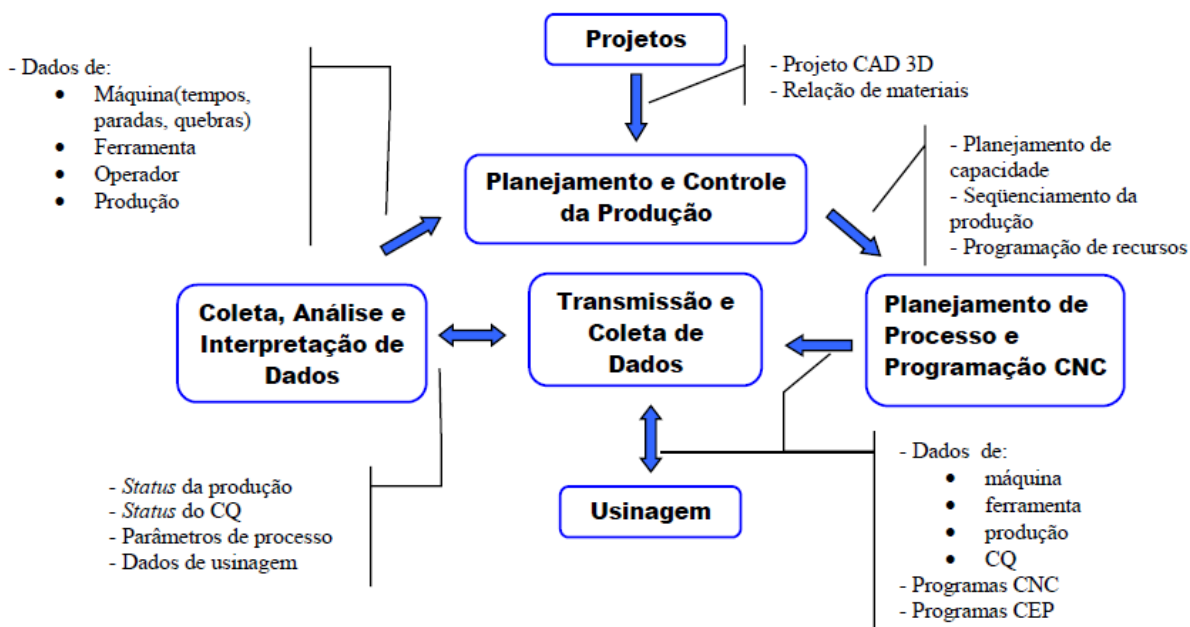 Projetos
- Projeto CAD 3D
- Relação de materiais
- Dados de:
• Máquina(tempos,
paradas, quebras)
• Ferramenta
• Operador
• Produção
Planejamento e Controle
da Produção
- Planejamento de
capacidade
- Seqüenciamento da
produção
- Programação de recursos
Coleta, Análise e
Interpretação de
Dados
Transmissão e
Coleta de
Dados
Planejamento de
Processo e
Programação CNC
- Status da produção
- Status do CQ
- Parâmetros de processo
- Dados de usinagem
Usinagem
- Dados de:
• máquina
• ferramenta
• produção
• CQ
- Programas CNC
- Programas CEP